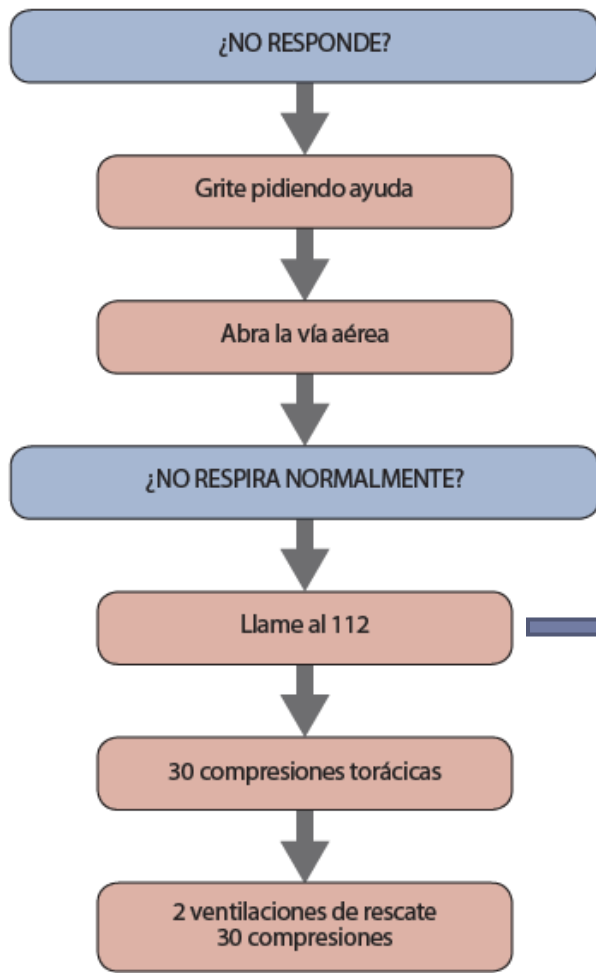 ¿NO RESPONDE?
Grite pidiendo ayuda
Abra la vía aérea
¿NO RESPIRA NORMALMENTE?
Llame al 112
30 compresiones torácicas
2 ventilaciones de rescate
30 compresiones